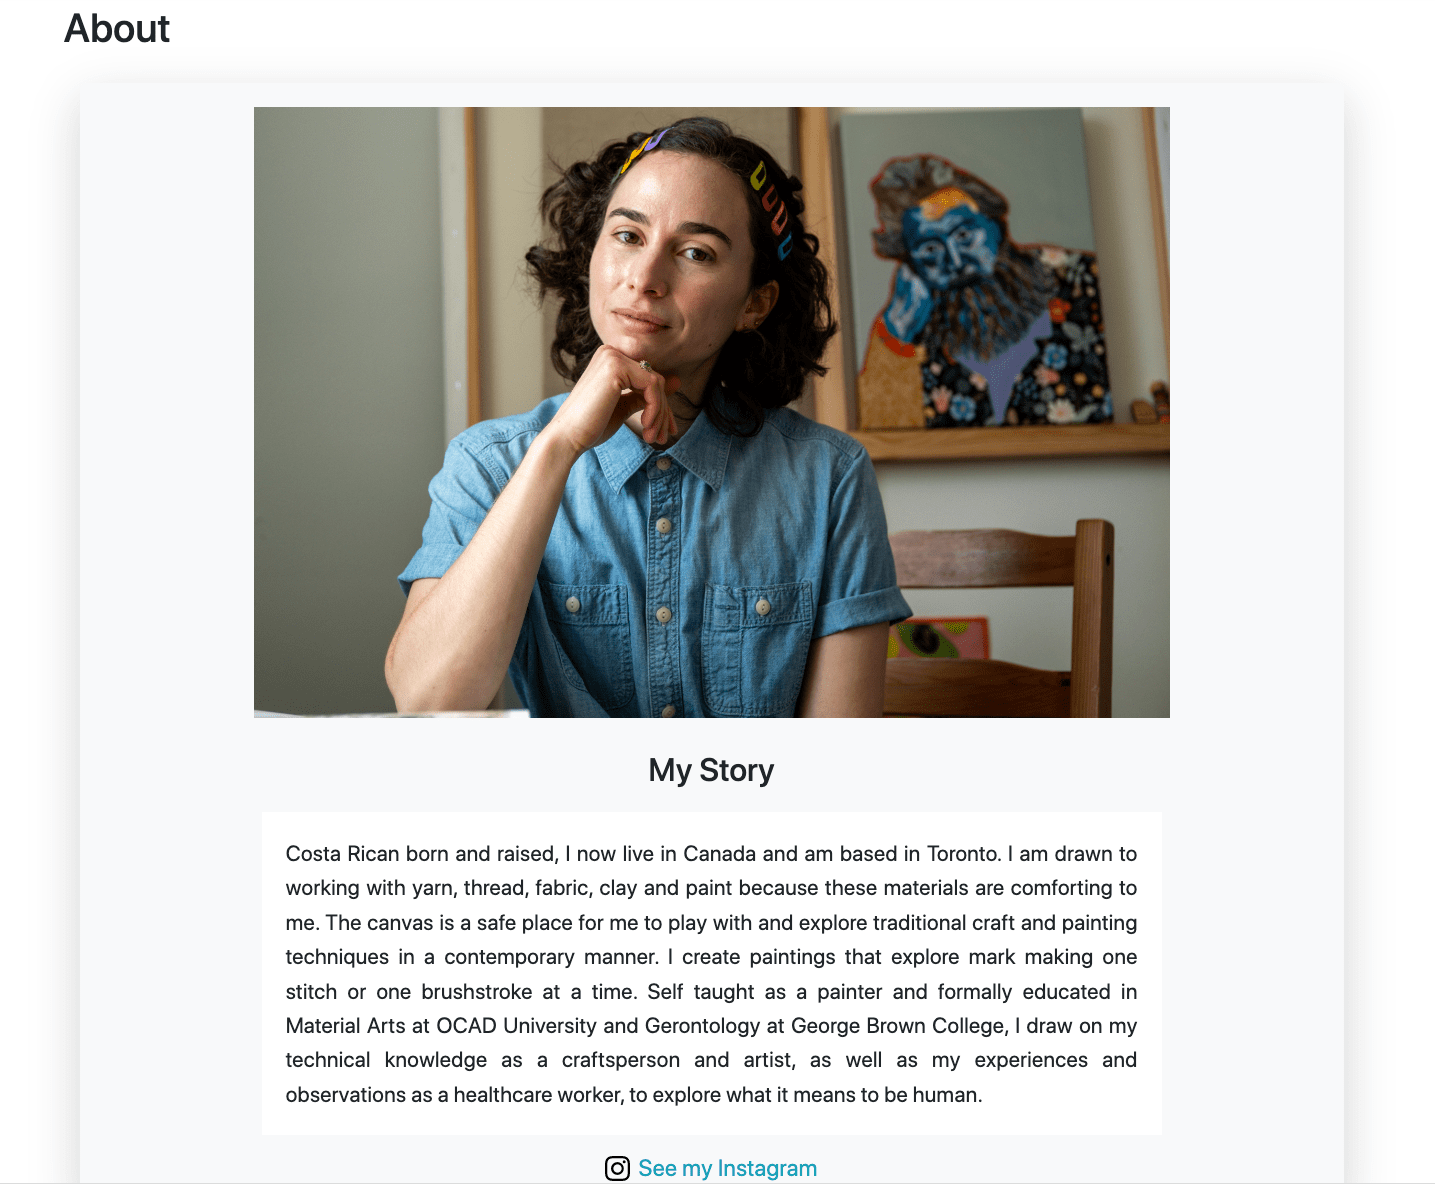 About
My Story
Costa Rican born and raised, I now live in Canada and am based in Toronto. I am drawn to
working with yarn, thread, fabric, clay and paint because these materials are comforting to
me. The canvas is a safe place for me to play with and explore traditional craft and painting
techniques in a contemporary manner. I create paintings that explore mark making one
stitch or one brushstroke at a time. Self taught as a painter and formally educated in
Material Arts at OCAD University and Gerontology at George Brown College, I draw on my
technical knowledge as a craftsperson and artist, as well as my experiences and
observations as a healthcare worker, to explore what it means to be human.
See my Instagram